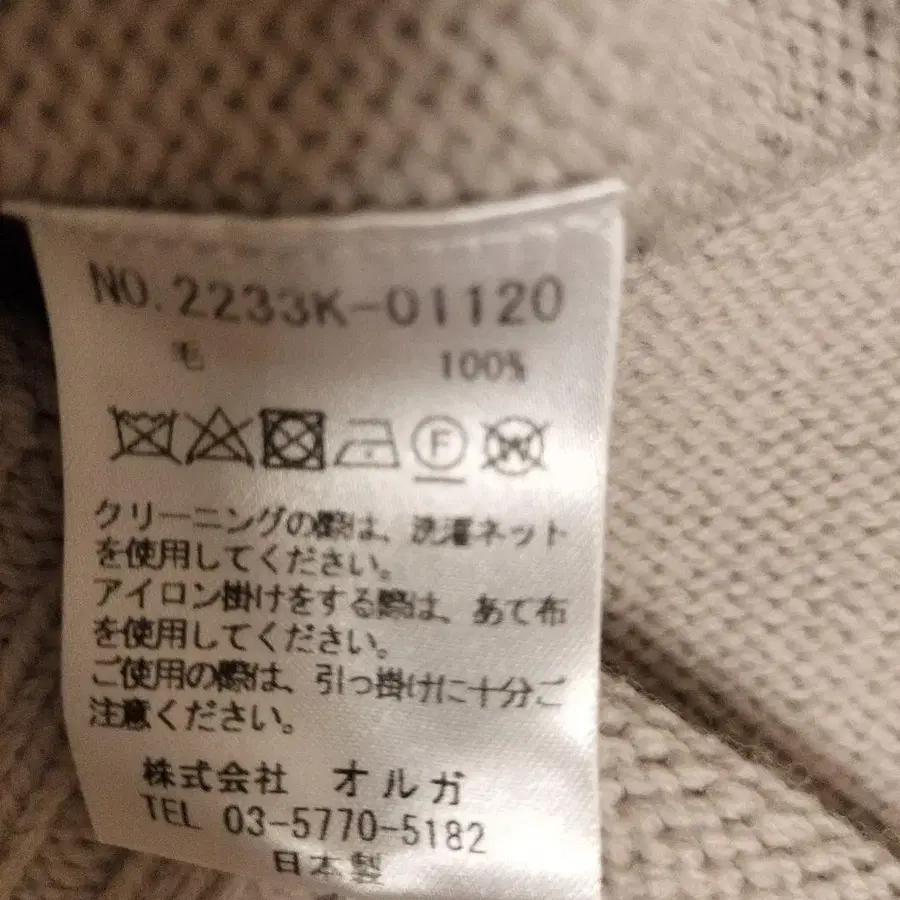 NO.2233K-01120
毛 100%
F W
クリーニングの際は、洗濯ネット
を使用してください。
アイロン掛けをする際は、あて布
を使用してください。
ご使用の際は、引っ掛けに十分ご
注意ください。
株式会社 オルガ
TEL 03-5770-5182
日本製